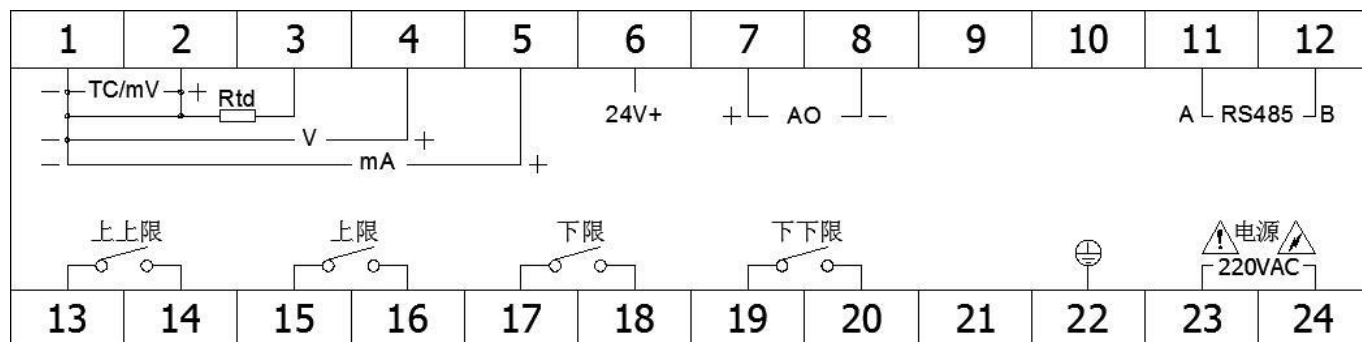 1 2 3 4 5 6 7 8 9 10 11 12
− TC/mV +
Rtd
24V+
+ AO −
A RS485 B
− V +
− mA +
上上限 上限 下限 下下限 电源
220VAC
13 14 15 16 17 18 19 20 21 22 23 24